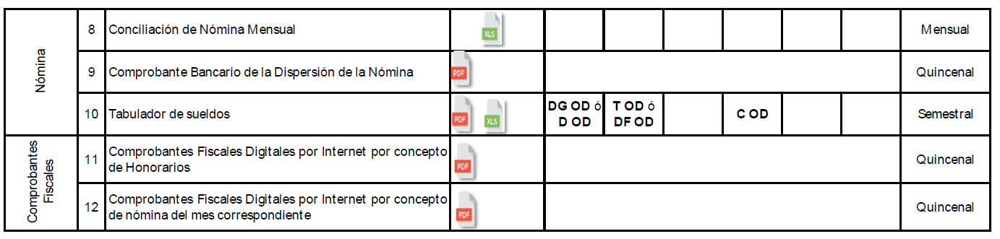 Nómina
8 Conciliación de Nómina Mensual XLS Mensual
9 Comprobante Bancario de la Dispersión de la Nómina PDF Quincenal
10 Tabulador de sueldos PDF XLS DG OD ó T OD ó C OD Semestral
D OD DF OD
Comprobantes
Fiscales
11 Comprobantes Fiscales Digitales por Internet por concepto PDF Quincenal
de Honorarios
12 Comprobantes Fiscales Digitales por Internet por concepto PDF Quincenal
de nómina del mes correspondiente